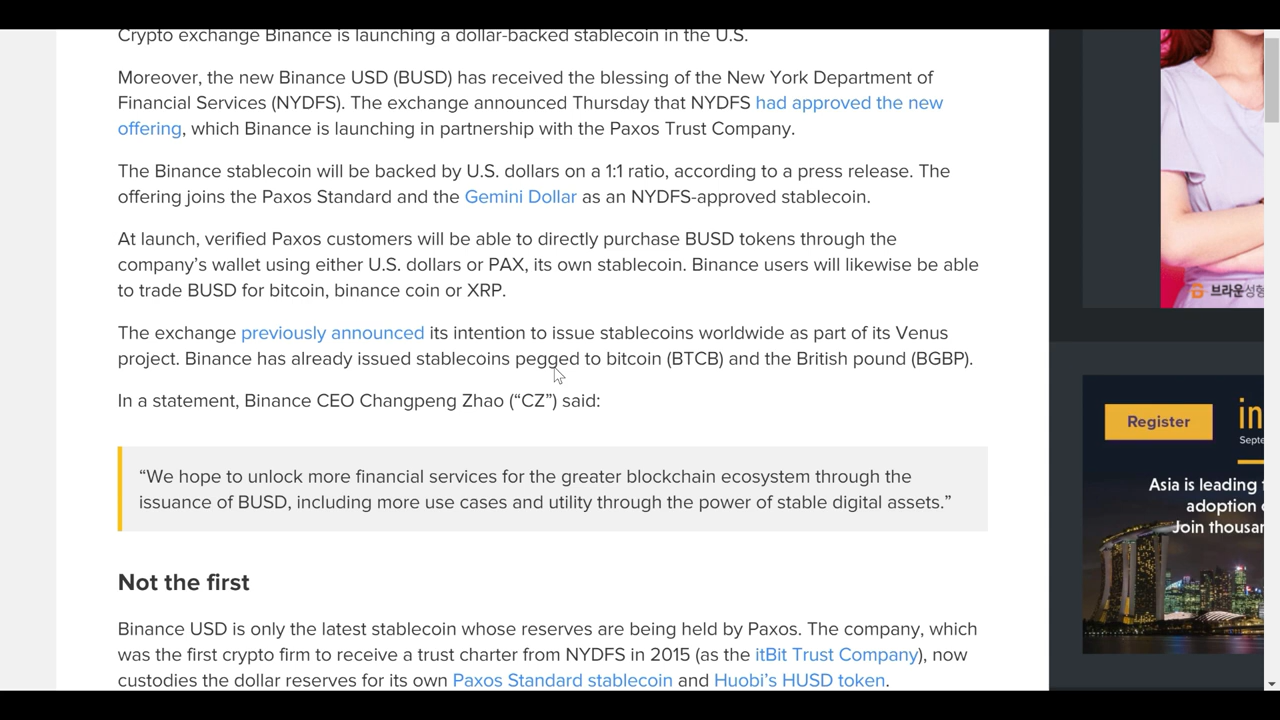 Crypto exchange Binance is launching a dollar-backed stablecoin in the U.S.
Moreover, the new Binance USD (BUSD) has received the blessing of the New York Department of
Financial Services (NYDFS). The exchange announced Thursday that NYDFS had approved the new
offering, which Binance is launching in partnership with the Paxos Trust Company.
The Binance stablecoin will be backed by U.S. dollars on a 1:1 ratio, according to a press release. The
offering joins the Paxos Standard and the Gemini Dollar as an NYDFS-approved stablecoin.
At launch, verified Paxos customers will be able to directly purchase BUSD tokens through the
company’s wallet using either U.S. dollars or PAX, its own stablecoin. Binance users will likewise be able
to trade BUSD for bitcoin, binance coin or XRP.
The exchange previously announced its intention to issue stablecoins worldwide as part of its Venus
project. Binance has already issued stablecoins pegged to bitcoin (BTCB) and the British pound (BGBP).
In a statement, Binance CEO Changpeng Zhao (“CZ”) said:
“We hope to unlock more financial services for the greater blockchain ecosystem through the
issuance of BUSD, including more use cases and utility through the power of stable digital assets.”
Not the first
Binance USD is only the latest stablecoin whose reserves are being held by Paxos. The company, which
was the first crypto firm to receive a trust charter from NYDFS in 2015 (as the itBit Trust Company), now
custodies the dollar reserves for its own Paxos Standard stablecoin and Huobi’s HUSD token.
브라운성형
Register
in
Septe
Asia is leading
adoption
Join thousan